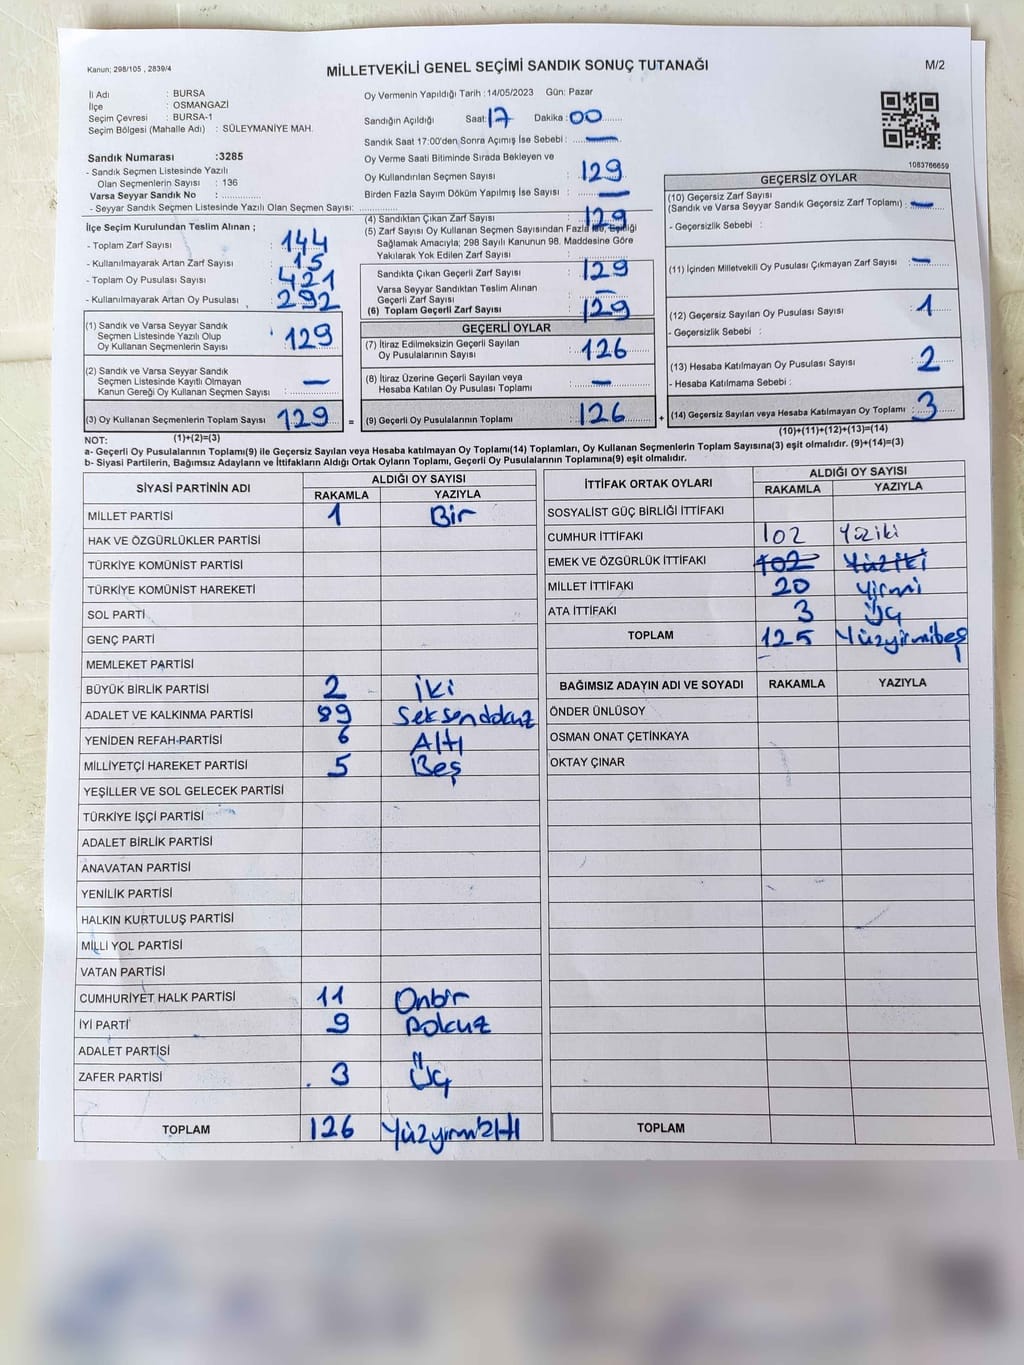 Kanun; 298/105 , 2839/4
MİLLETVEKİLİ GENEL SEÇİMİ SANDIK SONUÇ TUTANAĞI
M/2
İl Adı : BURSA
İlçe : OSMANGAZİ
Seçim Çevresi : BURSA-1
Seçim Bölgesi (Mahalle Adı) : SÜLEYMANİYE MAH.
Sandık Numarası :3285
- Sandık Seçmen Listesinde Yazılı
Olan Seçmenlerin Sayısı : 136
Varsa Seyyar Sandık No :
- Seyyar Sandık Listesinde Yazılı Olan Seçmen Sayısı:
Oy Vermenin Yapıldığı Tarih :14/05/2023 Gün: Pazar
Sandığın Açıldığı Saat: 17 Dakika : 00
Sandık Saat 17:00'den Sonra Açımış İse Sebebi : —
Oy Verme Saati Bitiminde Sırada Bekleyen ve
Oy Kullandırılan Seçmen Sayısı : 129
Birden Fazla Sayım Döküm Yapılmış İse Sayısı : —
1083766659
İlçe Seçim Kurulundan Teslim Alınan ;
- Toplam Zarf Sayısı : 144
- Kullanılmayarak Artan Zarf Sayısı : 15
- Toplam Oy Pusulası Sayısı : 421
- Kullanılmayarak Artan Oy Pusulası : 292
(4) Sandıktan Çıkan Zarf Sayısı : 129
(5) Zarf Sayısı Oy Kullanan Seçmen Sayısından Fazla İse, Eşitliği
Sağlamak Amacıyla; 298 Sayılı Kanunun 98. Maddesine Göre
Yakılarak Yok Edilen Zarf Sayısı :
Sandıkta Çıkan Geçerli Zarf Sayısı : 129
Varsa Seyyar Sandıktan Teslim Alınan
Geçerli Zarf Sayısı : —
(6) Toplam Geçerli Zarf Sayısı : 129
GEÇERSİZ OYLAR
(10) Geçersiz Zarf Sayısı
(Sandık ve Varsa Seyyar Sandık Geçersiz Zarf Toplamı) : —
- Geçersizlik Sebebi :
(11) İçinden Milletvekili Oy Pusulası Çıkmayan Zarf Sayısı : —
(12) Geçersiz Sayılan Oy Pusulası Sayısı : 1
- Geçersizlik Sebebi :
(13) Hesaba Katılmayan Oy Pusulası Sayısı : 2
- Hesaba Katılmama Sebebi :
(14) Geçersiz Sayılan veya Hesaba Katılmayan Oy Toplamı : 3
(10)+(11)+(12)+(13)=(14)
(1) Sandık ve Varsa Seyyar Sandık
Seçmen Listesinde Yazılı Olup
Oy Kullanan Seçmenlerin Sayısı : 129
(2) Sandık ve Varsa Seyyar Sandık
Seçmen Listesinde Kayıtlı Olmayan
Kanun Gereği Oy Kullanan Seçmen Sayısı : —
(3) Oy Kullanan Seçmenlerin Toplam Sayısı : 129
(1)+(2)=(3)
=
GEÇERLİ OYLAR
(7) İtiraz Edilmeksizin Geçerli Sayılan
Oy Pusulalarının Sayısı : 126
(8) İtiraz Üzerine Geçerli Sayılan veya
Hesaba Katılan Oy Pusulası Toplamı : —
(9) Geçerli Oy Pusulalarının Toplamı : 126
+
NOT:
a- Geçerli Oy Pusulalarının Toplamı(9) ile Geçersiz Sayılan veya Hesaba katılmayan Oy Toplamı(14) Toplamları, Oy Kullanan Seçmenlerin Toplam Sayısına(3) eşit olmalıdır. (9)+(14)=(3)
b- Siyasi Partilerin, Bağımsız Adayların ve İttifakların Aldığı Ortak Oyların Toplamı, Geçerli Oy Pusulalarının Toplamına(9) eşit olmalıdır.
SİYASİ PARTİNİN ADI ALDIĞI OY SAYISI
RAKAMLA YAZIYLA
MİLLET PARTİSİ 1 Bir
HAK VE ÖZGÜRLÜKLER PARTİSİ
TÜRKİYE KOMÜNİST PARTİSİ
TÜRKİYE KOMÜNİST HAREKETİ
SOL PARTİ
GENÇ PARTİ
MEMLEKET PARTİSİ
BÜYÜK BİRLİK PARTİSİ 2 İki
ADALET VE KALKINMA PARTİSİ 89 Seksendokuz
YENİDEN REFAH PARTİSİ 6 Altı
MİLLİYETÇİ HAREKET PARTİSİ 5 Beş
YEŞİLLER VE SOL GELECEK PARTİSİ
TÜRKİYE İŞÇİ PARTİSİ
ADALET BİRLİK PARTİSİ
ANAVATAN PARTİSİ
YENİLİK PARTİSİ
HALKIN KURTULUŞ PARTİSİ
MİLLİ YOL PARTİSİ
VATAN PARTİSİ
CUMHURİYET HALK PARTİSİ 11 Onbir
İYİ PARTİ 9 Dokuz
ADALET PARTİSİ
ZAFER PARTİSİ 3 Üç
TOPLAM 126 Yüzyirmialtı
İTTİFAK ORTAK OYLARI ALDIĞI OY SAYISI
RAKAMLA YAZIYLA
SOSYALİST GÜÇ BİRLİĞİ İTTİFAKI
CUMHUR İTTİFAKI 102 Yüziki
EMEK VE ÖZGÜRLÜK İTTİFAKI 102 Yüziki
MİLLET İTTİFAKI 20 Yirmi
ATA İTTİFAKI 3 Üç
TOPLAM 125 Yüzyirmibeş
BAĞIMSIZ ADAYIN ADI VE SOYADI RAKAMLA YAZIYLA
ÖNDER ÜNLÜSOY
OSMAN ONAT ÇETİNKAYA
OKTAY ÇINAR
TOPLAM